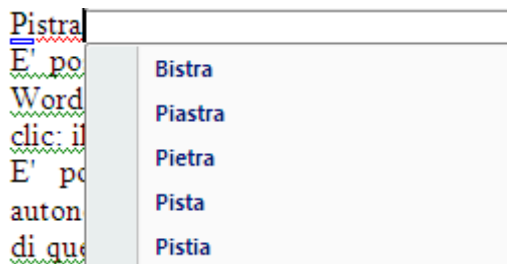 Pistra
E' po
Word
clic: il
E' po
auton
di que
Bistra
Piastra
Pietra
Pista
Pistia